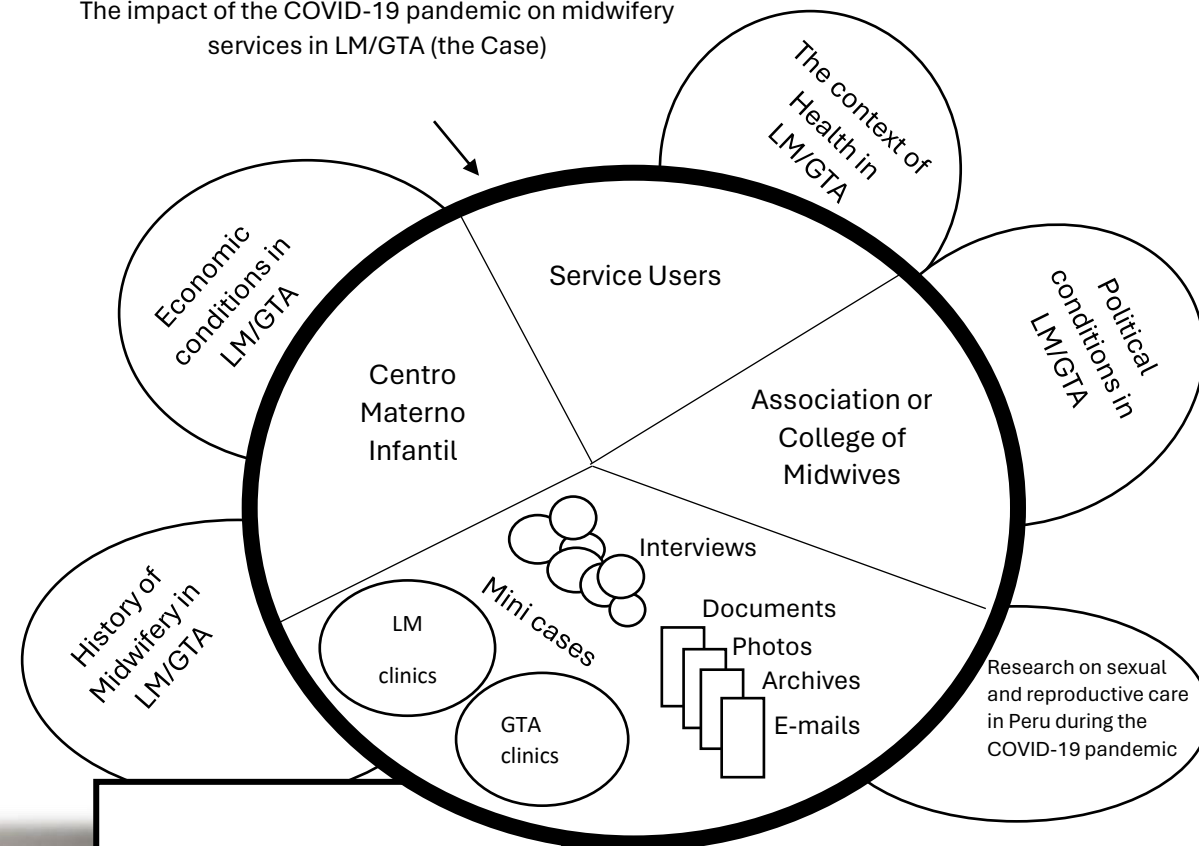 The impact of the COVID-19 pandemic on midwifery
services in LM/GTA (the Case)
The context of
Health in
LM/GTA
Economic
conditions in
LM/GTA
Service Users
Political
conditions in
LM/GTA
Centro
Materno
Infantil
Association or
College of
Midwives
Interviews
History of
Midwifery in
LM/GTA
Mini cases
LM
clinics
GTA
clinics
Documents
Photos
Archives
E-mails
Research on sexual
and reproductive care
in Peru during the
COVID-19 pandemic